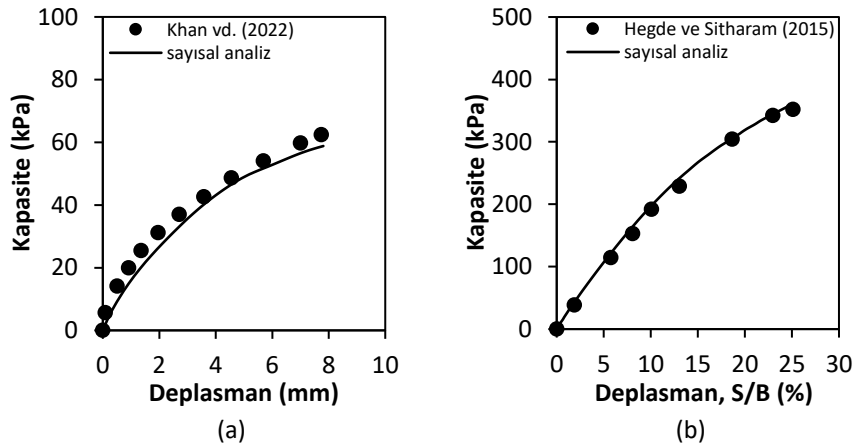 100
80
60
40
20
0
Kapasite (kPa)
Khan vd. (2022)
sayısal analiz
0 2 4 6 8 10
Deplasman (mm)
(a)
500
400
300
200
100
0
Kapasite (kPa)
Hegde ve Sitharam (2015)
sayısal analiz
0 5 10 15 20 25 30
Deplasman, S/B (%)
(b)